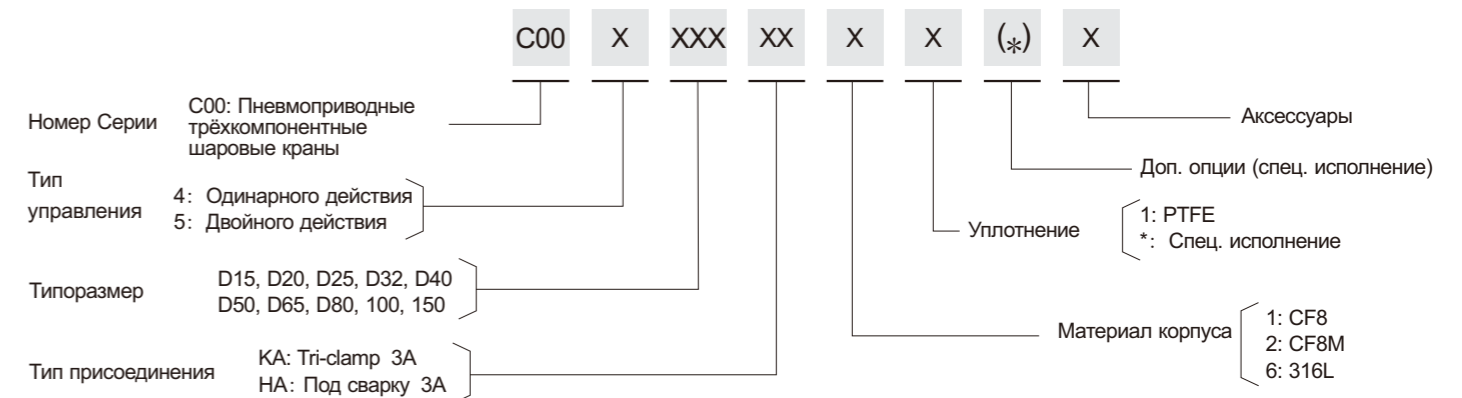 C00 X XXX XX X X (*) X
Номер Серии
C00: Пневмоприводные
трёхкомпонентные
шаровые краны
Аксессуары
Доп. опции (спец. исполнение)
Тип
управления
4: Одинарного действия
5: Двойного действия
Уплотнение
1: PTFE
*: Спец. исполнение
Типоразмер
D15, D20, D25, D32, D40
D50, D65, D80, 100, 150
Материал корпуса
1: CF8
2: CF8M
6: 316L
Тип присоединения
KA: Tri-clamp 3A
HA: Под сварку 3A